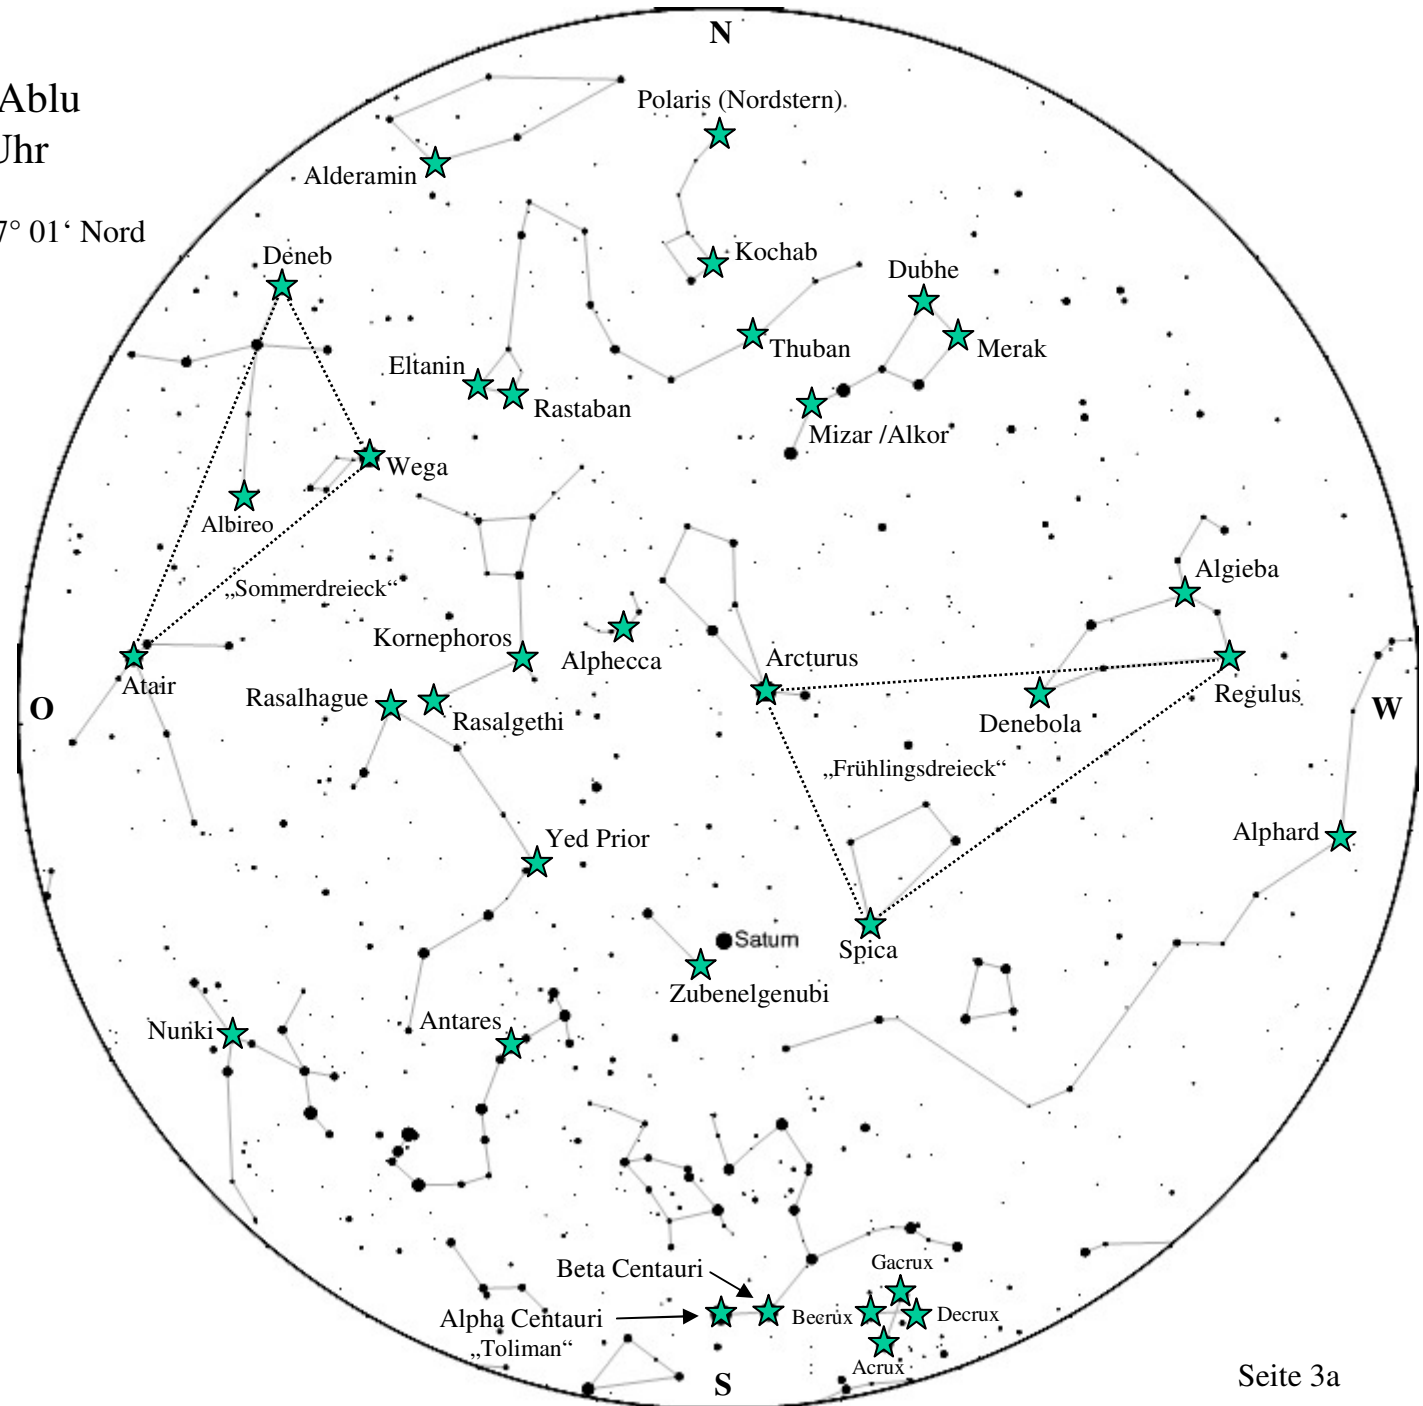 N
Ablu
Uhr
7° 01‘ Nord
Polaris (Nordstern)
Alderamin
Deneb
Kochab
Dubhe
Thuban
Merak
Eltanin
Rastaban
Mizar /Alkor
Wega
Albireo
„Sommerdreieck“
Algieba
Kornephoros
Alphecca
Arcturus
Atair
Rasalhague
Rasalgethi
Denebola
Regulus
O
W
„Frühlingsdreieck“
Yed Prior
Alphard
Saturn
Spica
Zubenelgenubi
Nunki
Antares
Beta Centauri
Gacrux
Alpha Centauri
„Toliman“
Becrux
Decrux
Acrux
S
Seite 3a